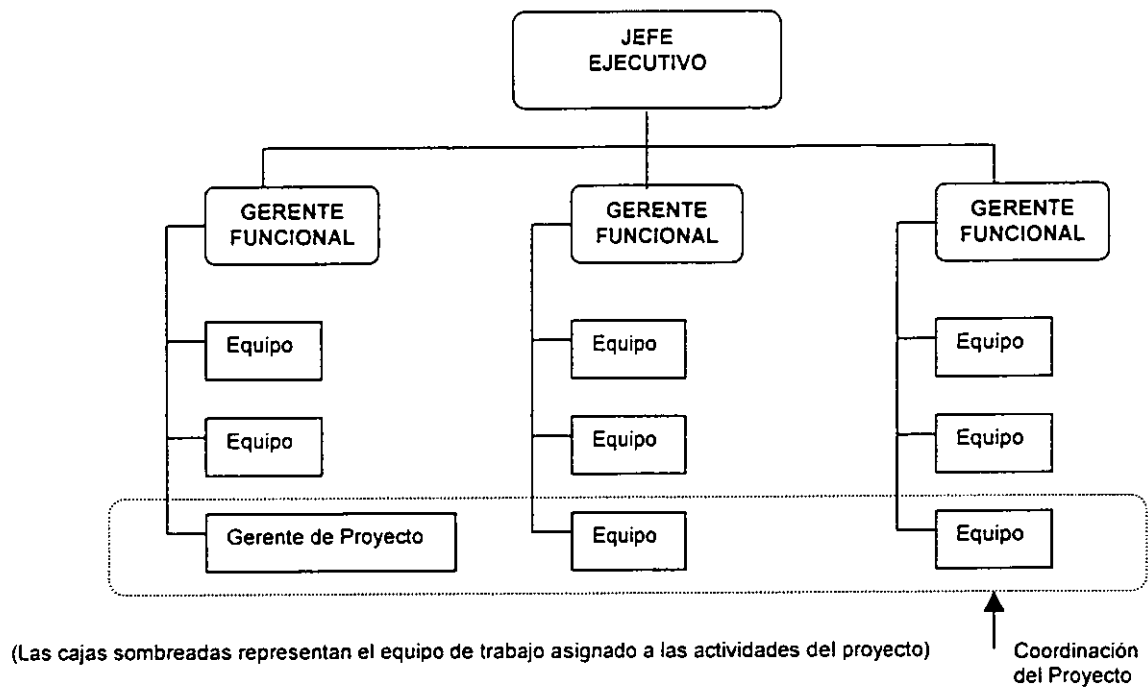 JEFE
EJECUTIVO
GERENTE
FUNCIONAL
GERENTE
FUNCIONAL
GERENTE
FUNCIONAL
Equipo
Equipo
Equipo
Equipo
Equipo
Equipo
Gerente de Proyecto
Equipo
Equipo
(Las cajas sombreadas representan el equipo de trabajo asignado a las actividades del proyecto)
Coordinación
del Proyecto